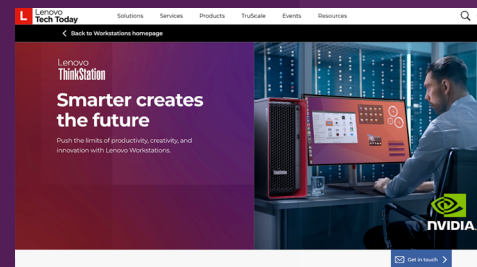 Lenovo
Tech Today
Solutions Services Products TruScale Events Resources
Back to Workstations homepage
Lenovo
ThinkStation
Smarter creates
the future
Push the limits of productivity, creativity, and
innovation with Lenovo Workstations.
NVIDIA.
Get in touch